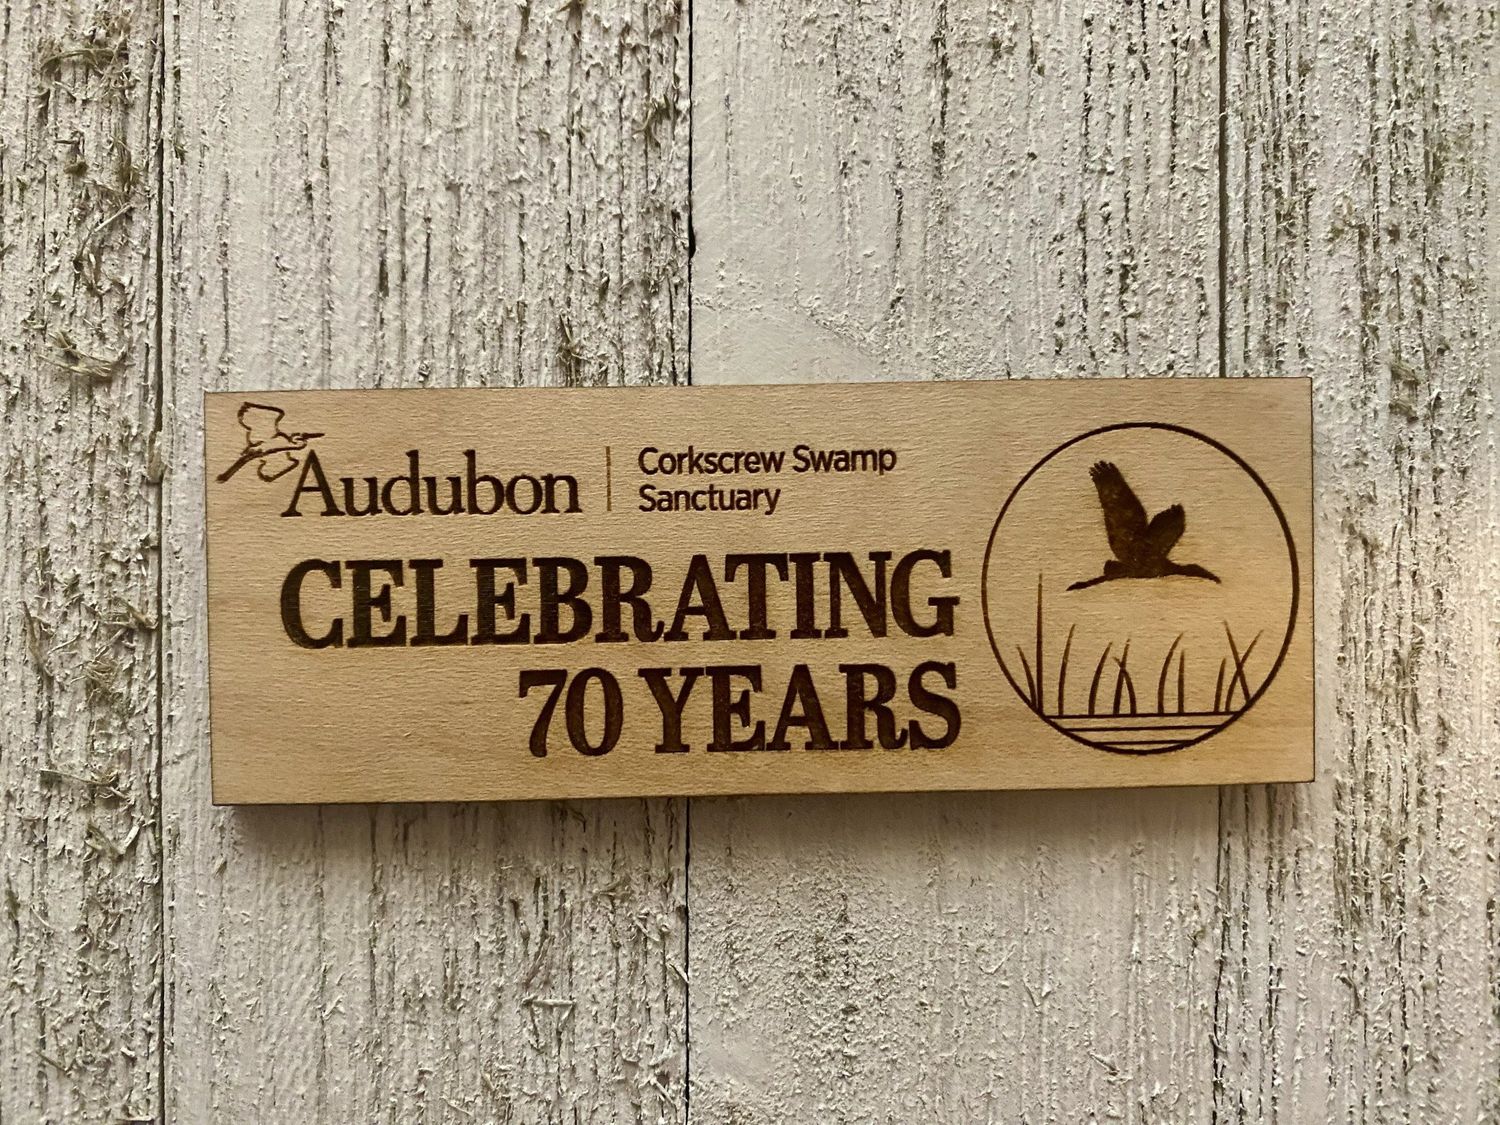 Audubon
Corkscrew Swamp
Sanctuary
CELEBRATING
70 YEARS